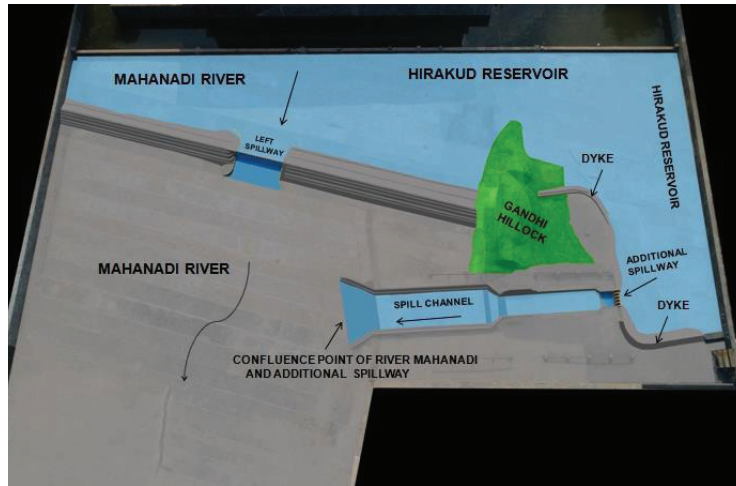 MAHANADI RIVER
HIRAKUD RESERVOIR
HIRAKUD RESERVOIR
LEFT
SPILLWAY
DYKE
GANDHI
HILLOCK
MAHANADI RIVER
ADDITIONAL
SPILLWAY
SPILL CHANNEL
DYKE
CONFLUENCE POINT OF RIVER MAHANADI
AND ADDITIONAL SPILLWAY